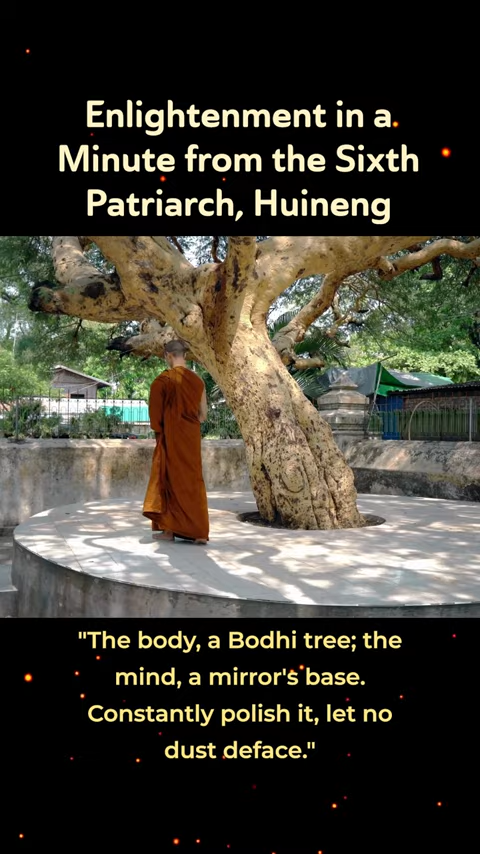 Enlightenment in a
Minute from the Sixth
Patriarch, Huineng
"The body, a Bodhi tree; the
mind, a mirror's base.
Constantly polish it, let no
dust deface."